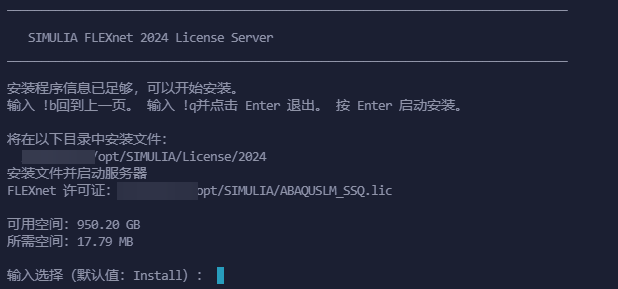 SIMULIA FLEXnet 2024 License Server
安装程序信息已足够，可以开始安装。
输入 !b回到上一页。 输入 !q并点击 Enter 退出。 按 Enter 启动安装。
将在以下目录中安装文件：
/opt/SIMULIA/License/2024
安装文件并启动服务器
FLEXnet 许可证： opt/SIMULIA/ABAQUSLM_SSQ.lic
可用空间：950.20 GB
所需空间：17.79 MB
输入选择（默认值：Install）：